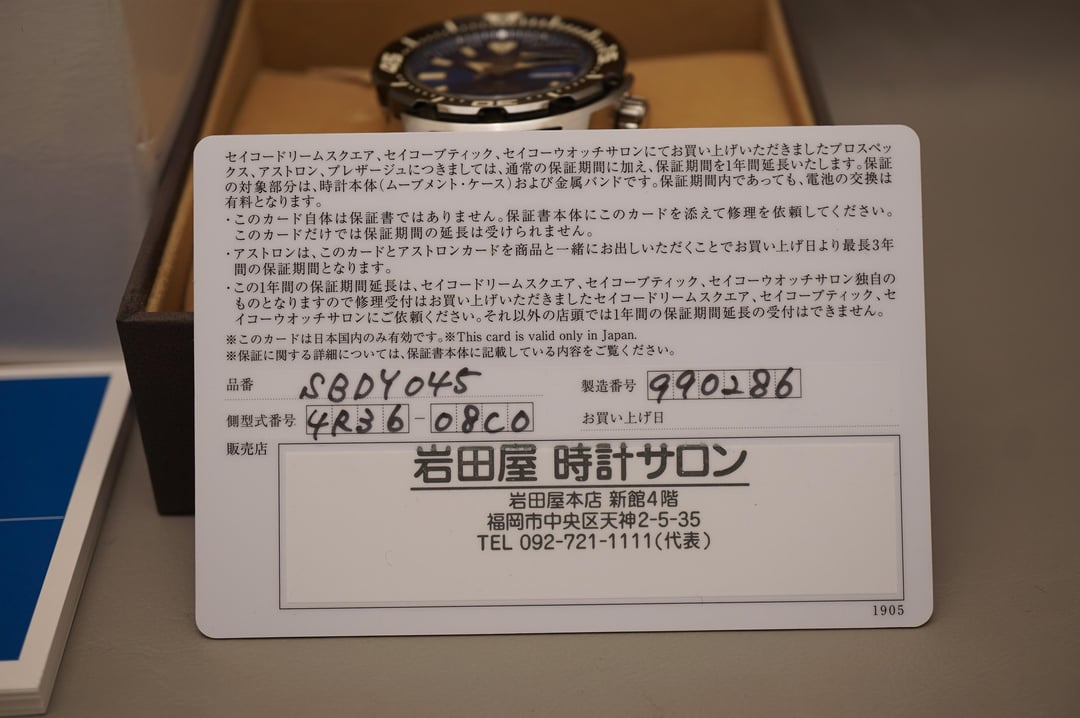 セイコードリームスクエア、セイコーブティック、セイコーウオッチサロンにてお買い上げいただきましたプロスペッ
クス、アストロン、プレザージュにつきましては、通常の保証期間に加え、保証期間を1年間延長いたします。保証
の対象部分は、時計本体（ムーブメント・ケース）および金属バンドです。保証期間内であっても、電池の交換は
有料となります。
・このカード自体は保証書ではありません。保証書本体にこのカードを添えて修理を依頼してください。
このカードだけでは保証期間の延長は受けられません。
・アストロンは、このカードとアストロンカードを商品と一緒にお出しいただくことでお買い上げ日より最長3年
間の保証期間となります。
・この1年間の保証期間延長は、セイコードリームスクエア、セイコーブティック、セイコーウオッチサロン独自の
ものとなりますので修理受付はお買い上げいただきましたセイコードリームスクエア、セイコーブティック、セ
イコーウオッチサロンにご依頼ください。それ以外の店頭では1年間の保証期間延長の受付はできません。
※このカードは日本国内のみ有効です。※This card is valid only in Japan.
※保証に関する詳細については、保証書本体に記載している内容をご覧ください。
品番 SBDY045 製造番号 990286
側型式番号 4R36-08C0 お買い上げ日
販売店
岩田屋 時計サロン
岩田屋本店 新館4階
福岡市中央区天神2-5-35
TEL 092-721-1111(代表)
1905